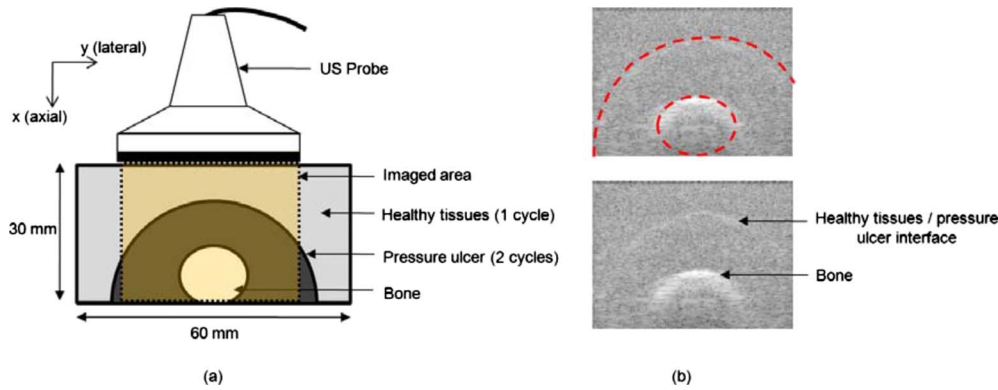 y (lateral)
x (axial)
US Probe
Imaged area
Healthy tissues (1 cycle)
Pressure ulcer (2 cycles)
Bone
30 mm
60 mm
(a)
Healthy tissues / pressure
ulcer interface
Bone
(b)